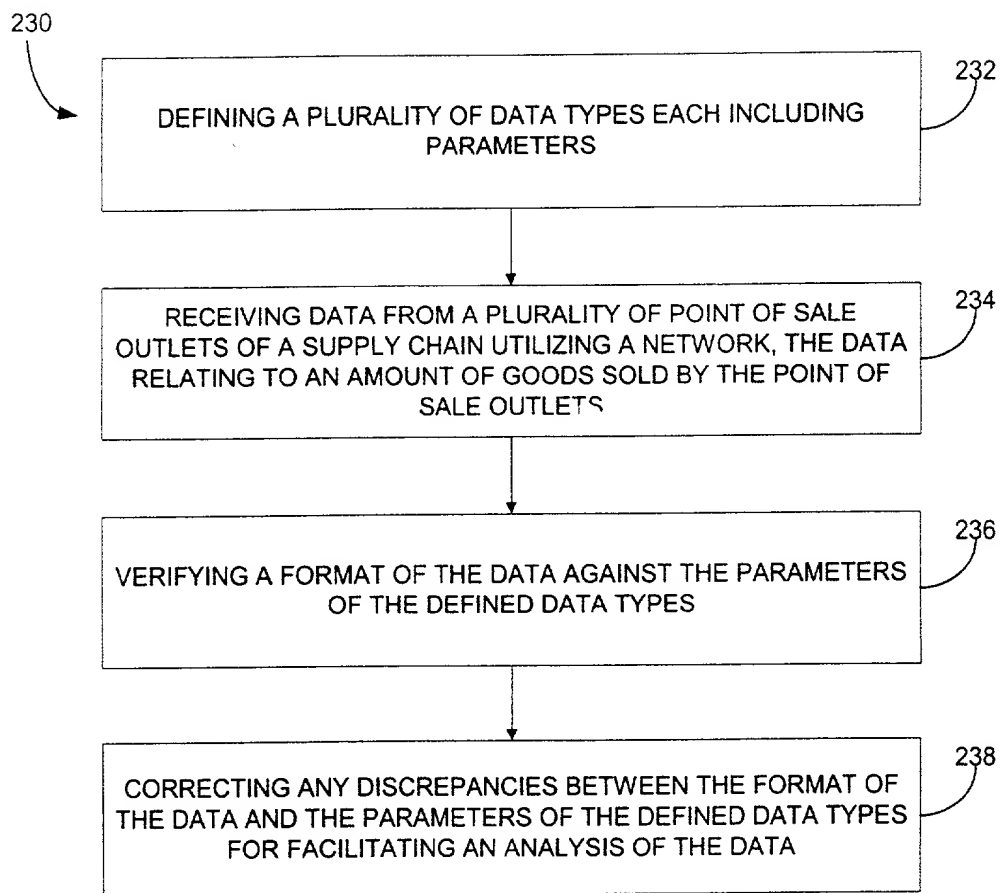 230
232
DEFINING A PLURALITY OF DATA TYPES EACH INCLUDING
PARAMETERS
234
RECEIVING DATA FROM A PLURALITY OF POINT OF SALE
OUTLETS OF A SUPPLY CHAIN UTILIZING A NETWORK, THE DATA
RELATING TO AN AMOUNT OF GOODS SOLD BY THE POINT OF
SALE OUTLETS
236
VERIFYING A FORMAT OF THE DATA AGAINST THE PARAMETERS
OF THE DEFINED DATA TYPES
238
CORRECTING ANY DISCREPANCIES BETWEEN THE FORMAT OF
THE DATA AND THE PARAMETERS OF THE DEFINED DATA TYPES
FOR FACILITATING AN ANALYSIS OF THE DATA